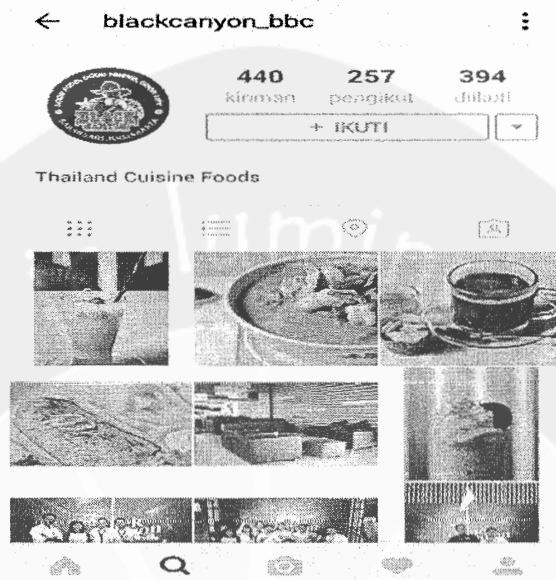 blackcanyon_bbc
440 257 394
kiriman pengikut diikuti
+ IKUTI
Thailand Cuisine Foods